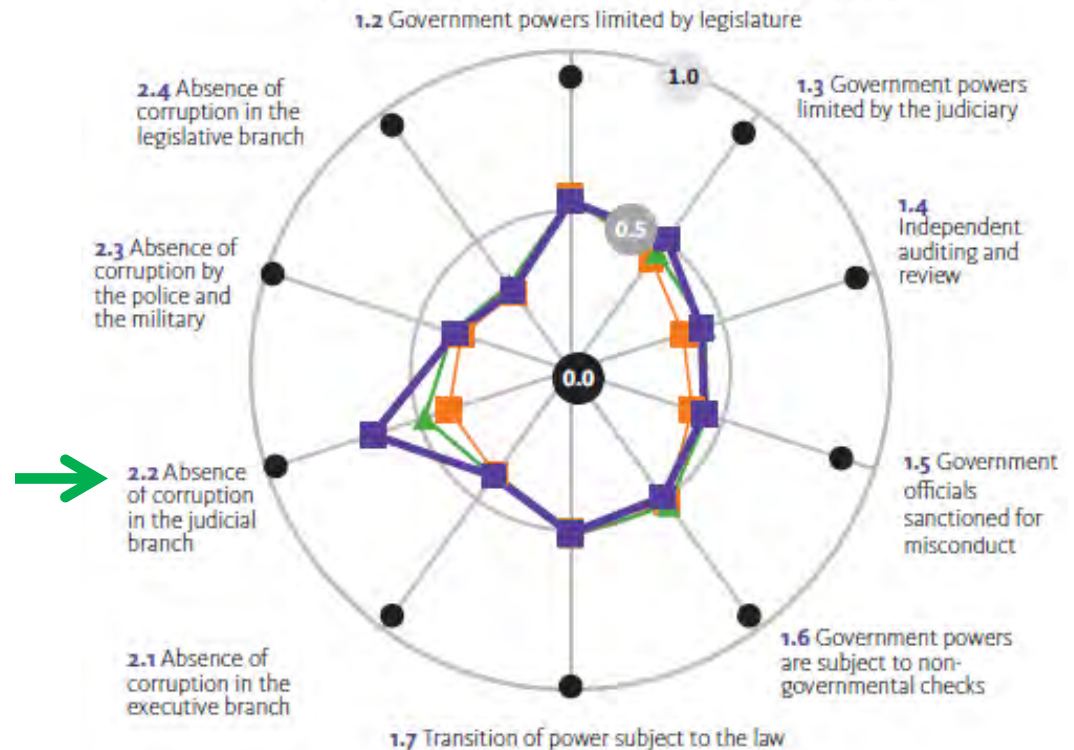 1.2 Government powers limited by legislature
1.0
2.4 Absence of
corruption in the
legislative branch
1.3 Government powers
limited by the judiciary
1.4
Independent
auditing and
review
0.5
2.3 Absence of
corruption by
the police and
the military
0.0
2.2 Absence
of corruption
in the judicial
branch
1.5 Government
officials
sanctioned for
misconduct
1.6 Government powers
are subject to non-
governmental checks
2.1 Absence of
corruption in the
executive branch
1.7 Transition of power subject to the law